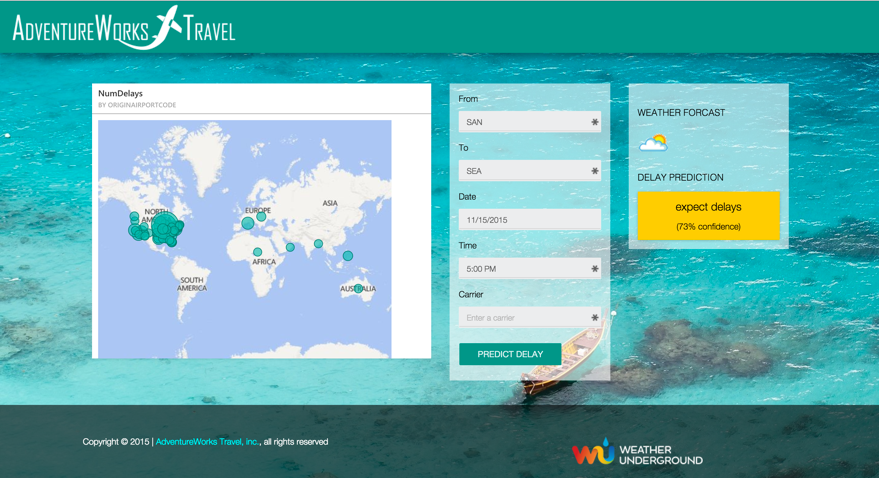 ADVENTUREWORKS TRAVEL
NumDelays
BY ORIGINAIRPORTCODE
NORTH
AMERICA
EUROPE
ASIA
AFRICA
SOUTH
AMERICA
AUSTRALIA
From
SAN
To
SEA
Date
11/15/2015
Time
5:00 PM
Carrier
Enter a carrier
PREDICT DELAY
WEATHER FORCAST
DELAY PREDICTION
expect delays
(73% confidence)
Copyright © 2015 | AdventureWorks Travel, inc., all rights reserved
WU WEATHER
UNDERGROUND